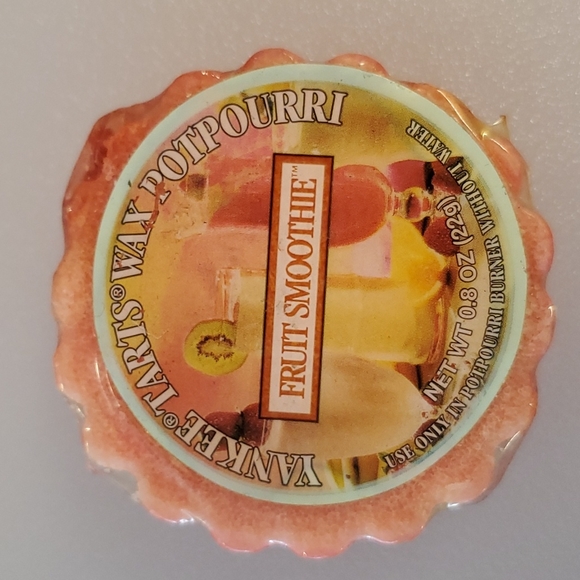 YANKEE® TARTS® WAX POTPOURRI
FRUIT SMOOTHIE™
NET WT 0.8 OZ (22g)
USE ONLY IN POTPOURRI BURNER WITHOUT WATER